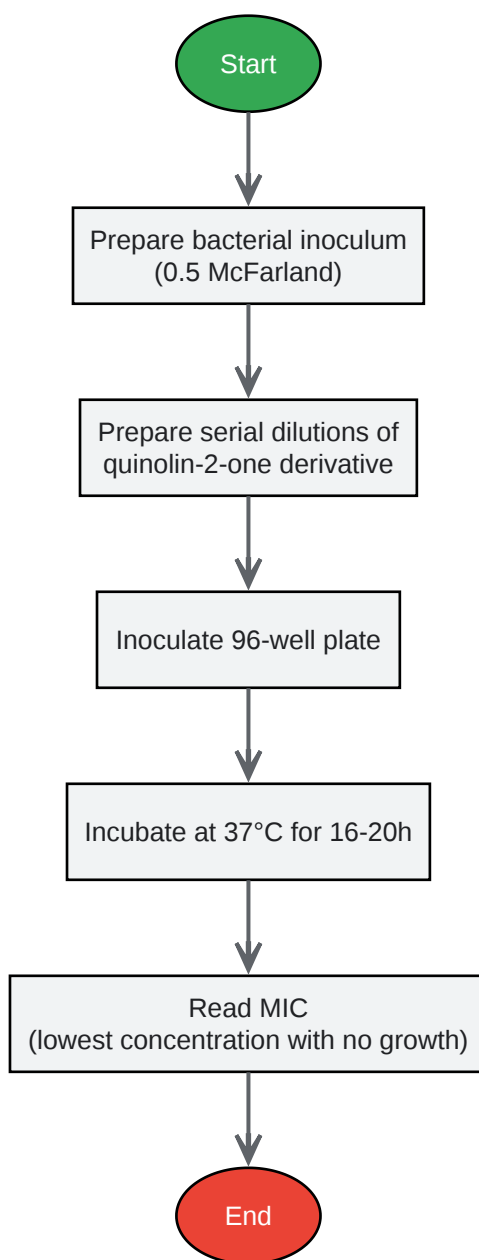 Start
Prepare bacterial inoculum
(0.5 McFarland)
Prepare serial dilutions of
quinolin-2-one derivative
Inoculate 96-well plate
Incubate at 37°C for 16-20h
Read MIC
(lowest concentration with no growth)
End